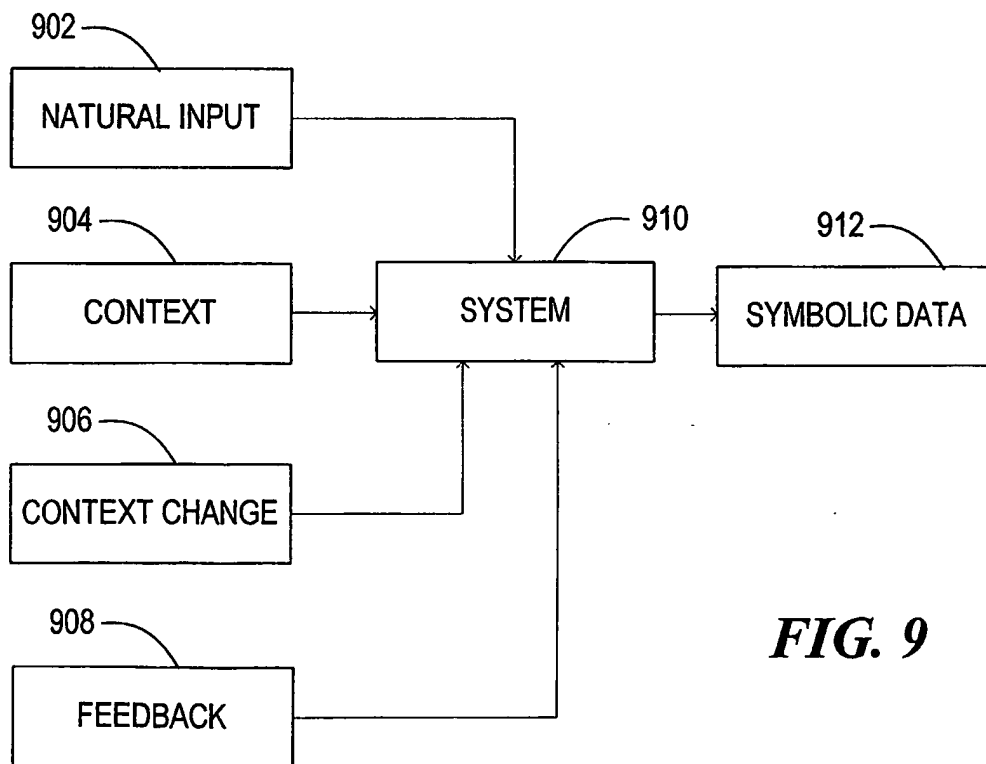 902
NATURAL INPUT
904
CONTEXT
910
SYSTEM
912
SYMBOLIC DATA
906
CONTEXT CHANGE
908
FEEDBACK
FIG. 9